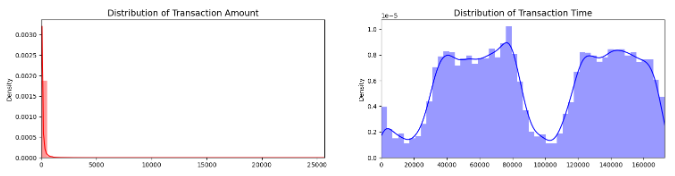 Distribution of Transaction Amount
Density
0.0030
0.0025
0.0020
0.0015
0.0010
0.0005
0.0000
0 5000 10000 15000 20000 25000
Distribution of Transaction Time
1e-5
Density
1.0
0.8
0.6
0.4
0.2
0.0
0 20000 40000 60000 80000 100000 120000 140000 160000